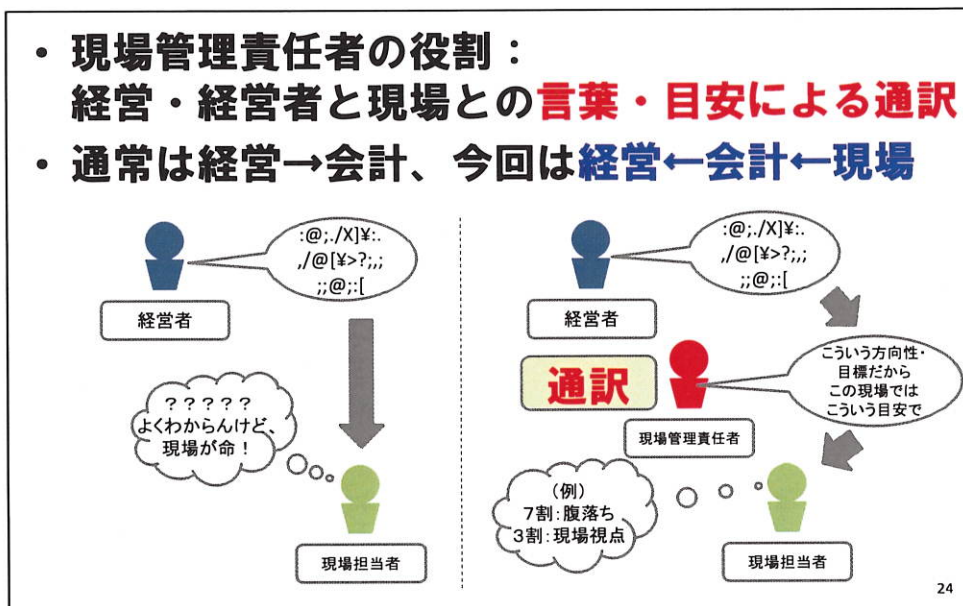 ・現場管理責任者の役割：
経営・経営者と現場との言葉・目安による通訳
・通常は経営→会計、今回は経営←会計←現場
:@;./X]¥:.
,/@[¥>?;,;
;;@;:[
経営者
？？？？？
よくわからんけど、
現場が命！
現場担当者
:@;./X]¥:.
,/@[¥>?;,;
;;@;:[
経営者
通訳
こういう方向性・
目標だから
この現場では
こういう目安で
現場管理責任者
（例）
７割：腹落ち
３割：現場視点
現場担当者
24